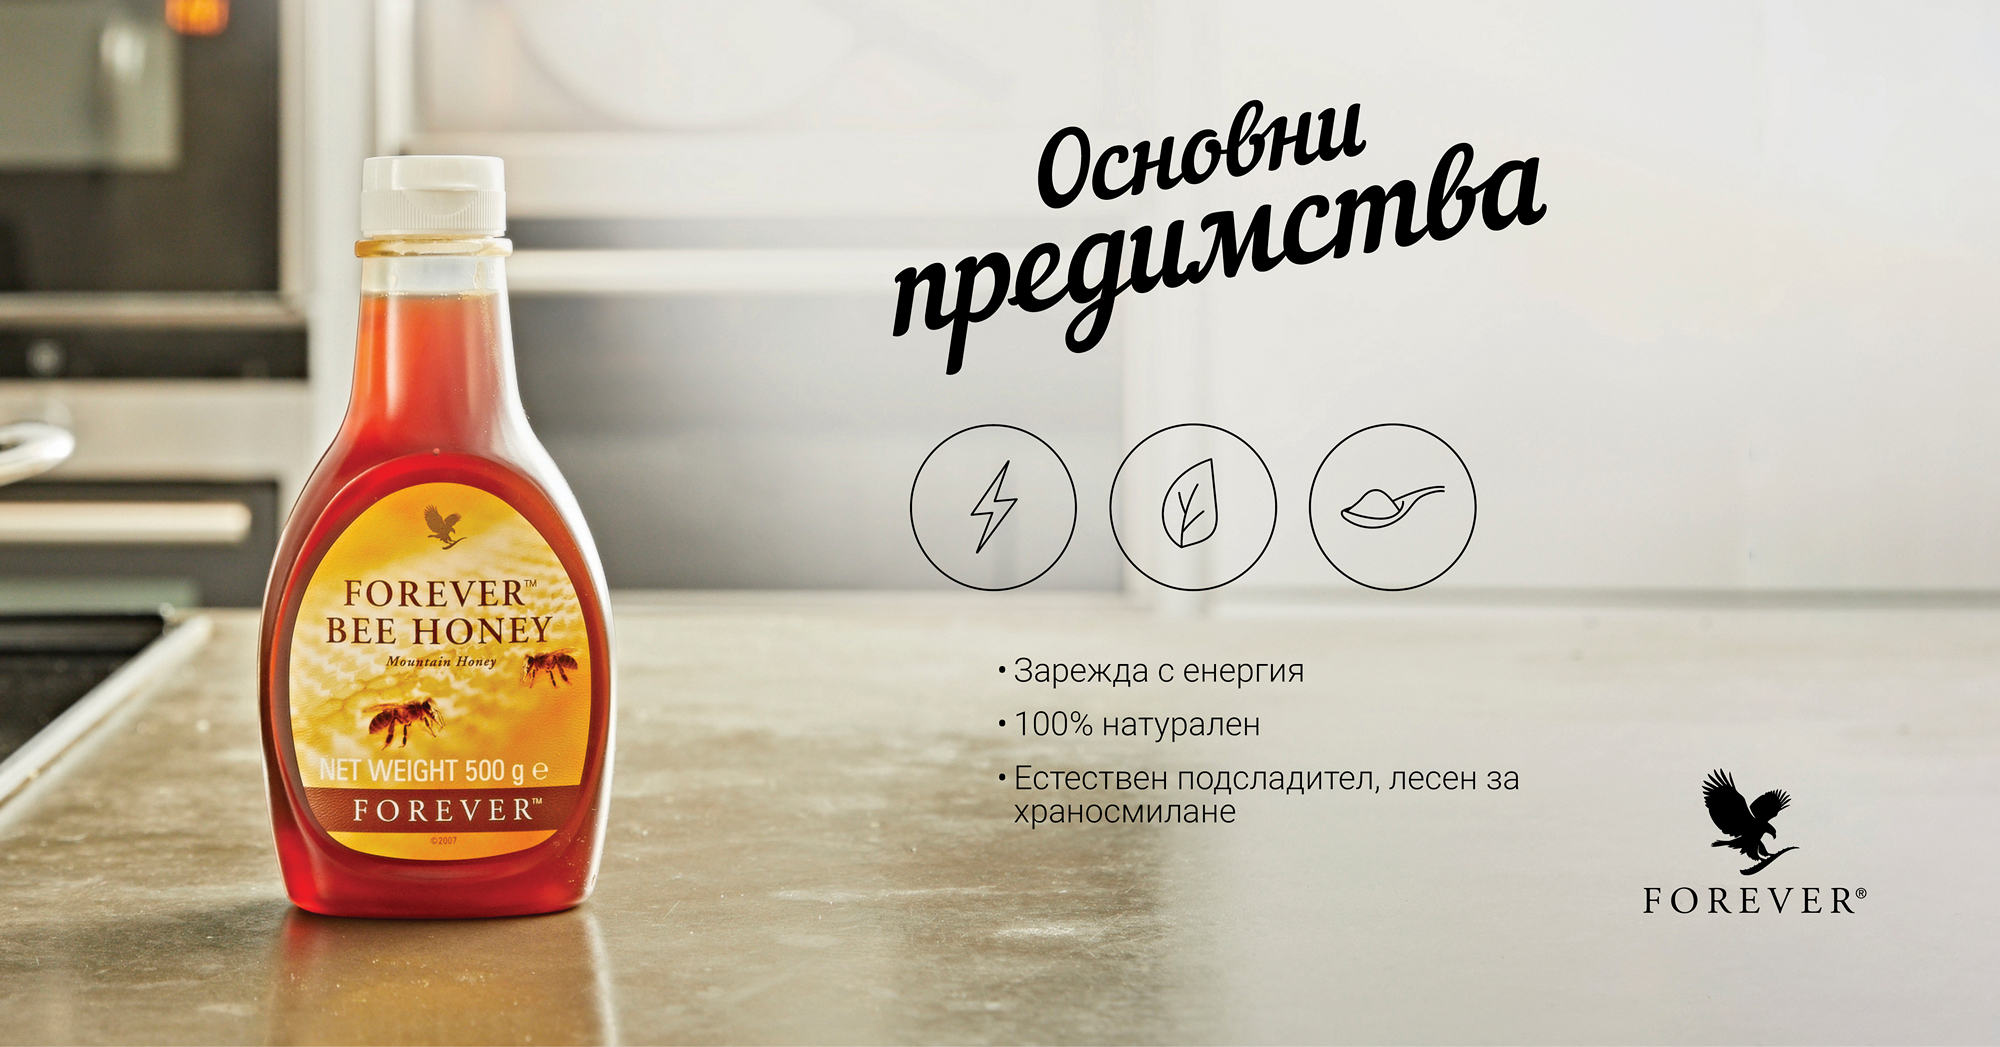 Основни
предимства
• Зарежда с енергия
• 100% натурален
• Естествен подсладител, лесен за
храносмилане
FOREVER™
BEE HONEY
Mountain Honey
NET WEIGHT 500 g ℮
FOREVER™
©2007
FOREVER®